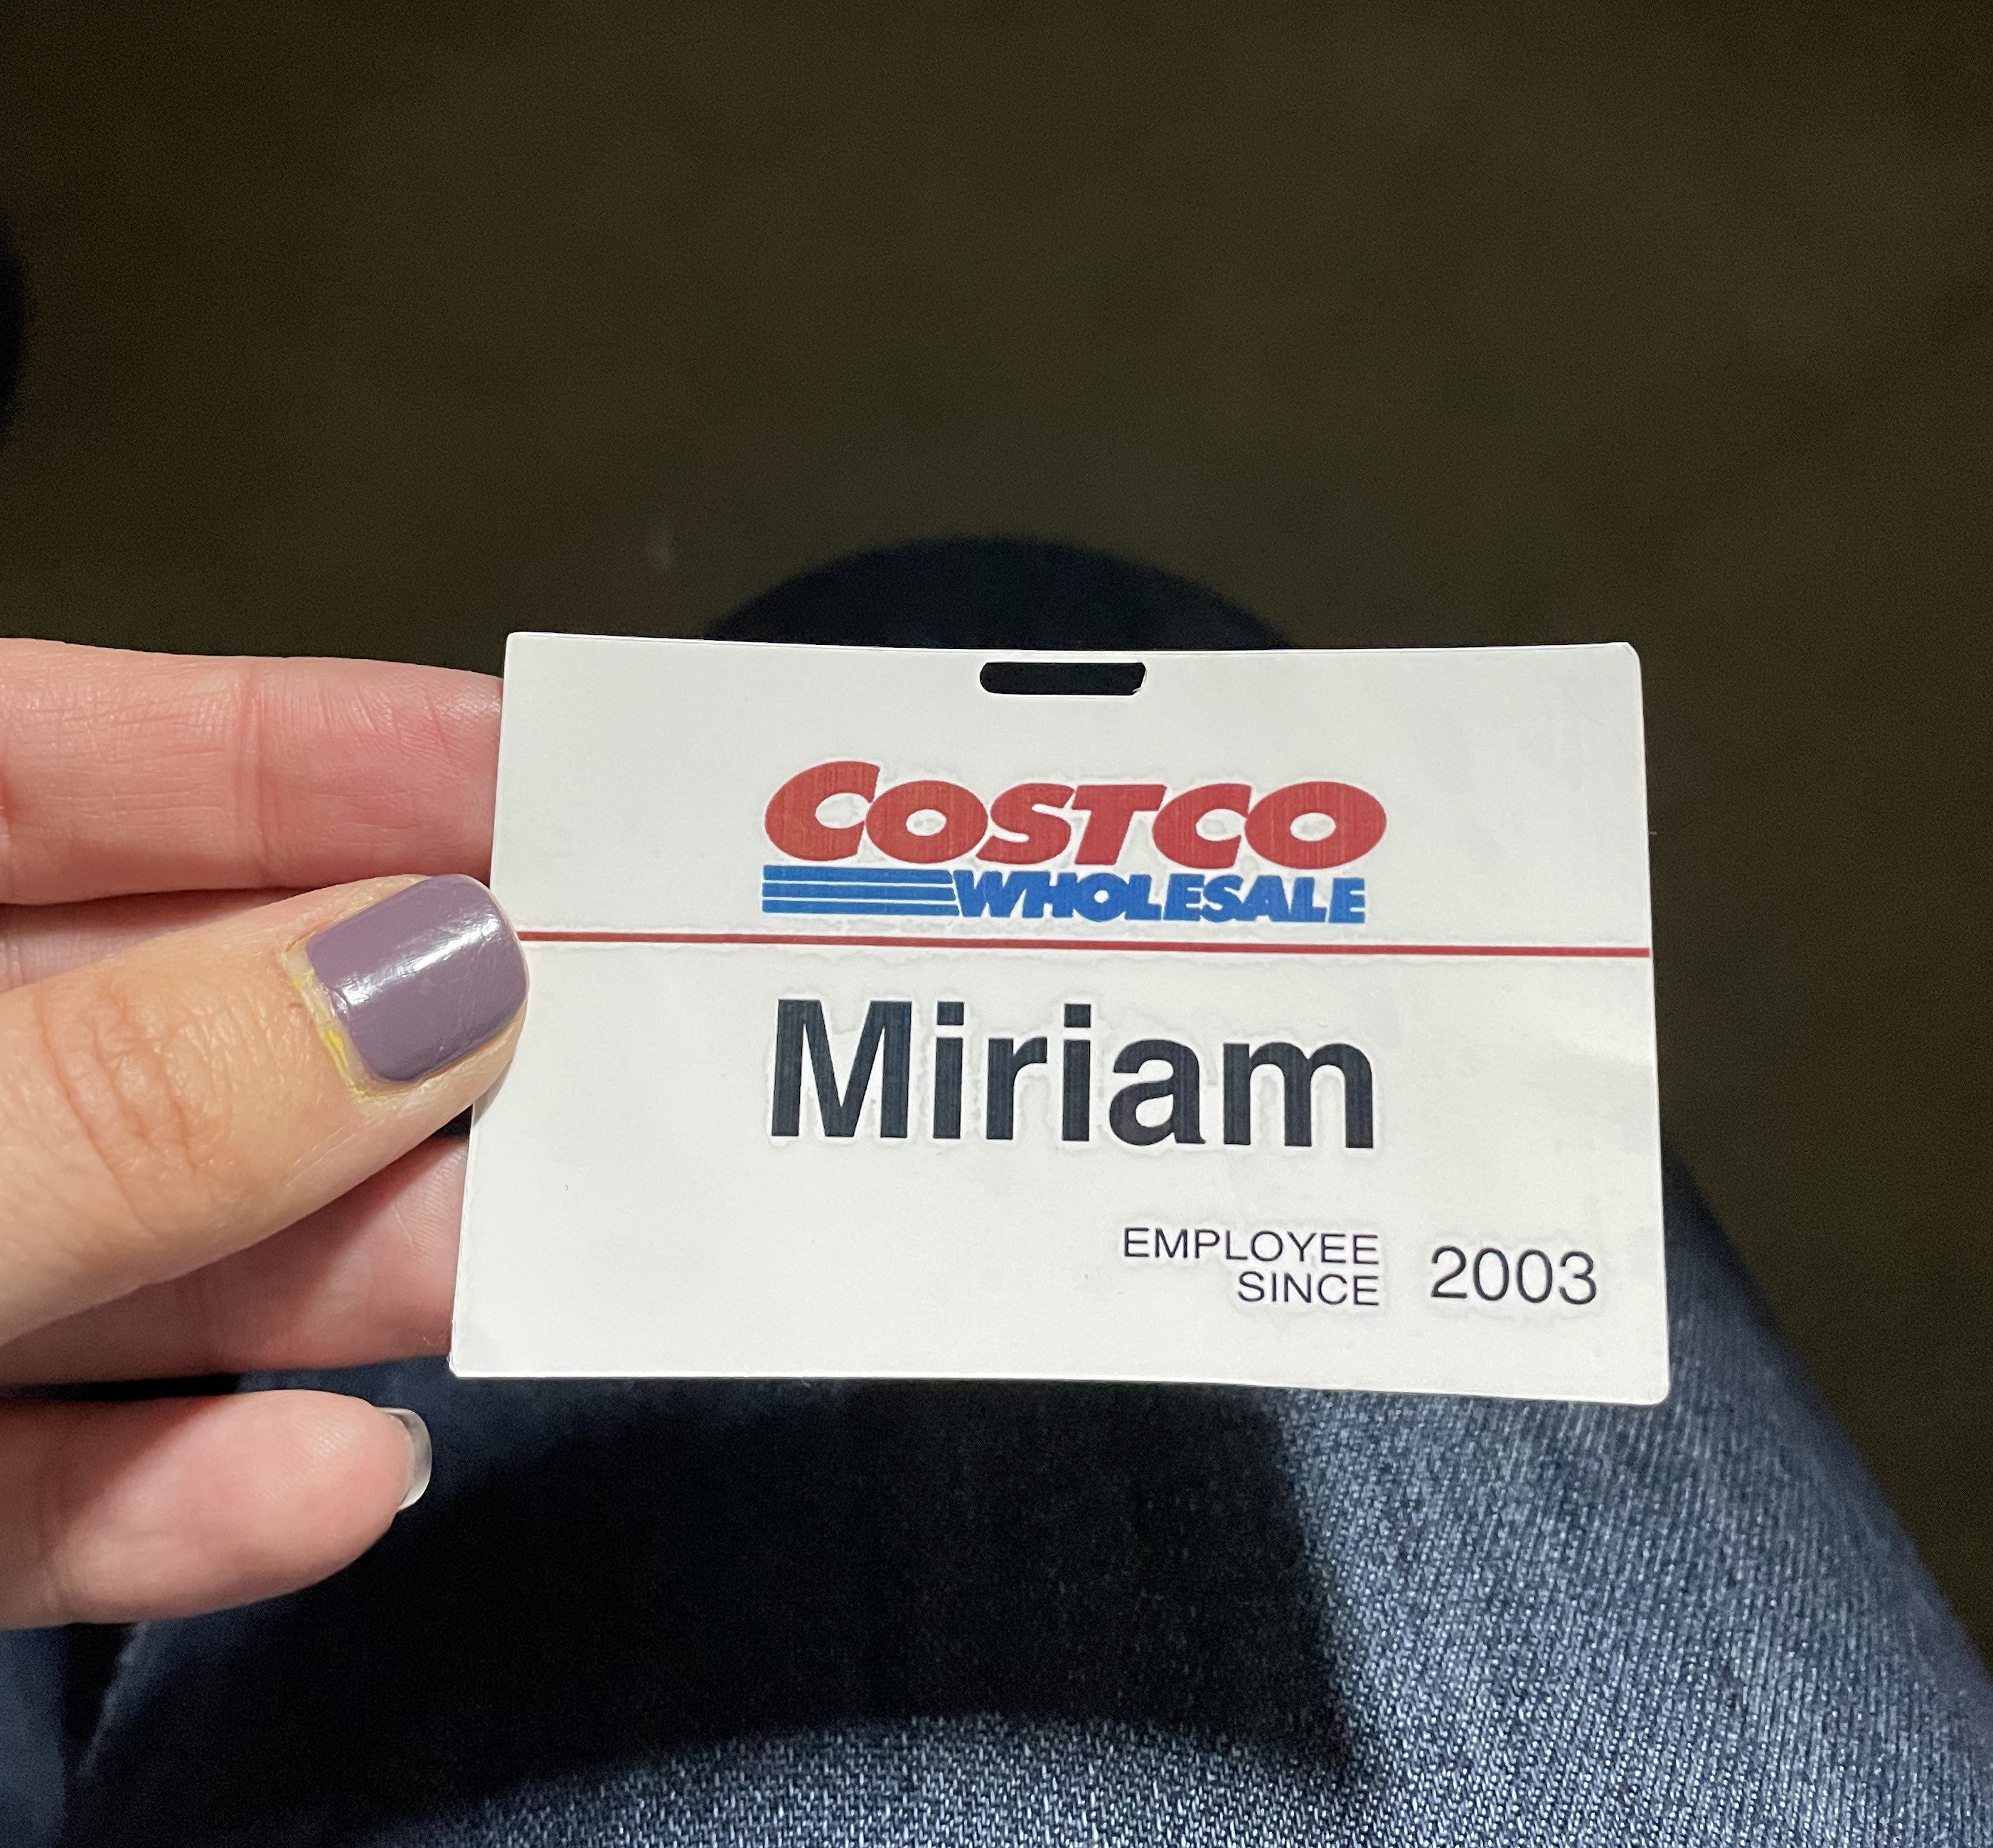 COSTCO
WHOLESALE
Miriam
EMPLOYEE
SINCE
2003